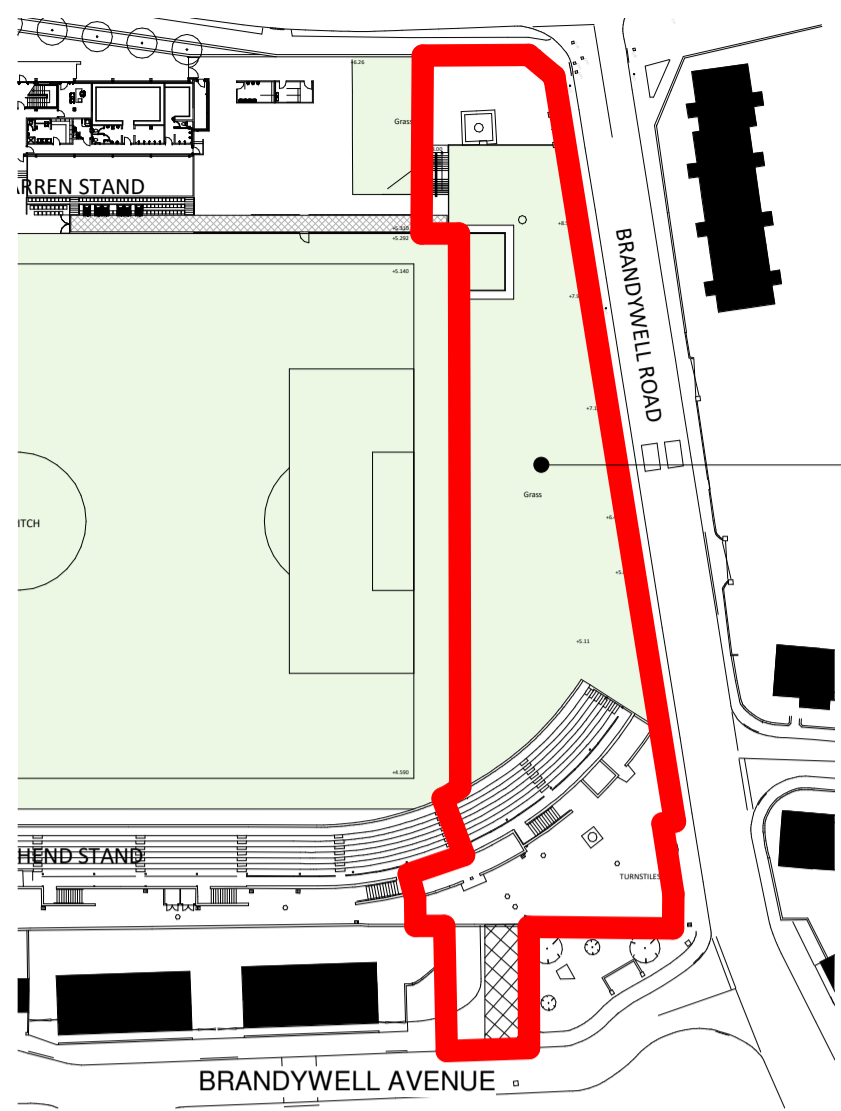 +6.26
Grass
ARREN STAND
+5.292
+5.140
BRANDYWELL ROAD
ITCH
Grass
+5.11
+4.590
HEND STAND
TURNSTILES
BRANDYWELL AVENUE